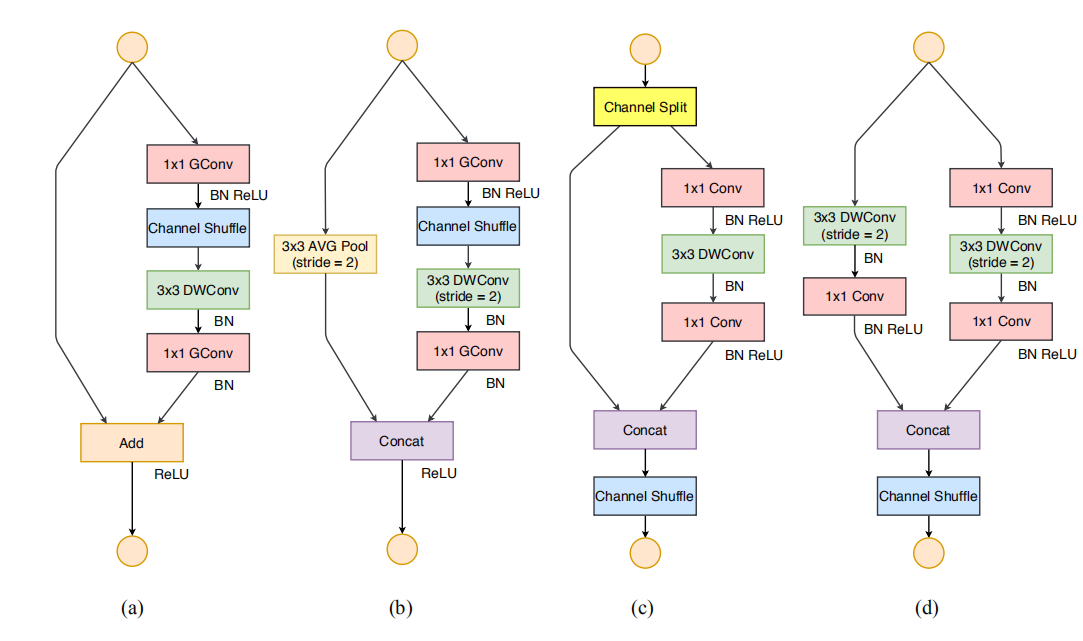 1x1 GConv
BN ReLU
Channel Shuffle
3x3 DWConv
BN
1x1 GConv
BN
Add
ReLU
(a)
1x1 GConv
BN ReLU
Channel Shuffle
3x3 AVG Pool
(stride = 2)
3x3 DWConv
(stride = 2)
BN
1x1 GConv
BN
Concat
ReLU
(b)
Channel Split
1x1 Conv
BN ReLU
3x3 DWConv
BN
1x1 Conv
BN ReLU
Concat
Channel Shuffle
(c)
3x3 DWConv
(stride = 2)
BN
1x1 Conv
BN ReLU
1x1 Conv
BN ReLU
3x3 DWConv
(stride = 2)
BN
1x1 Conv
BN ReLU
Concat
Channel Shuffle
(d)